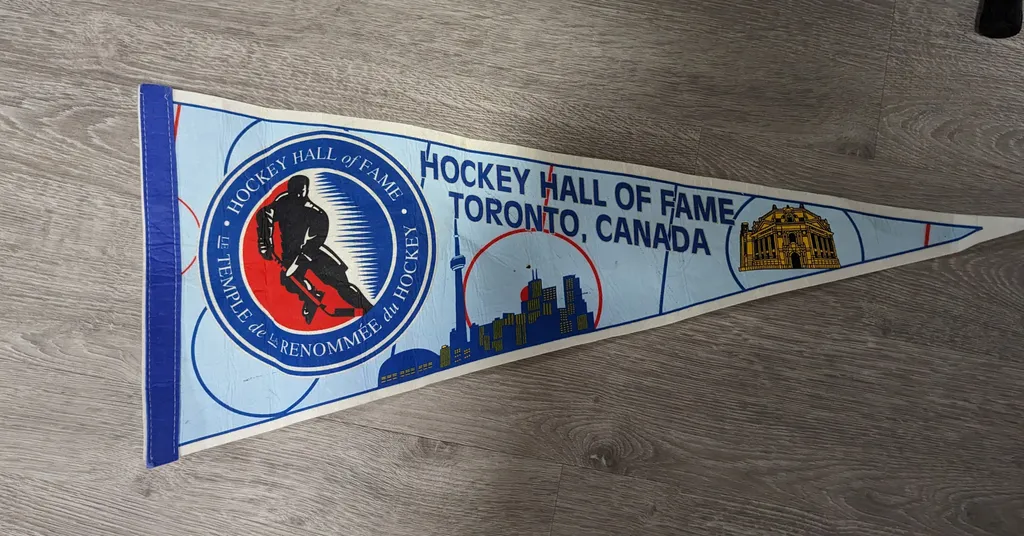 HOCKEY HALL of FAME
LE TEMPLE de LA RENOMMÉE du HOCKEY
HOCKEY HALL OF FAME
TORONTO, CANADA